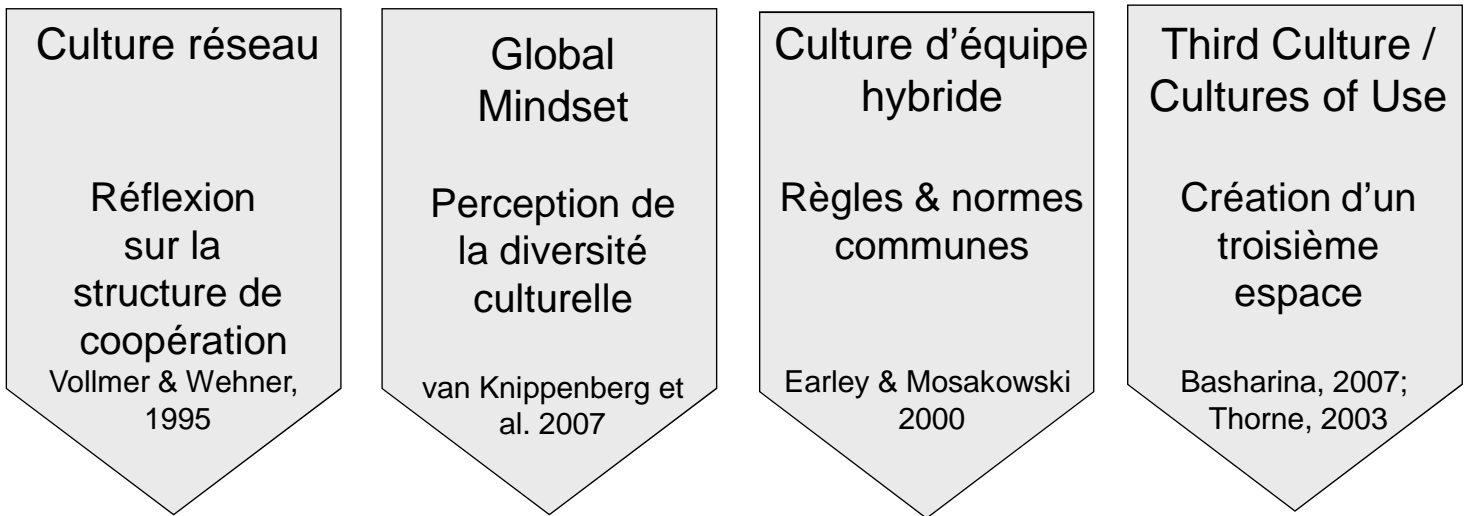 Culture réseau
Réflexion
sur la
structure de
coopération
Vollmer & Wehner,
1995
Global
Mindset
Perception de
la diversité
culturelle
van Knippenberg et
al. 2007
Culture d’équipe
hybride
Règles & normes
communes
Earley & Mosakowski
2000
Third Culture /
Cultures of Use
Création d’un
troisième
espace
Basharina, 2007;
Thorne, 2003